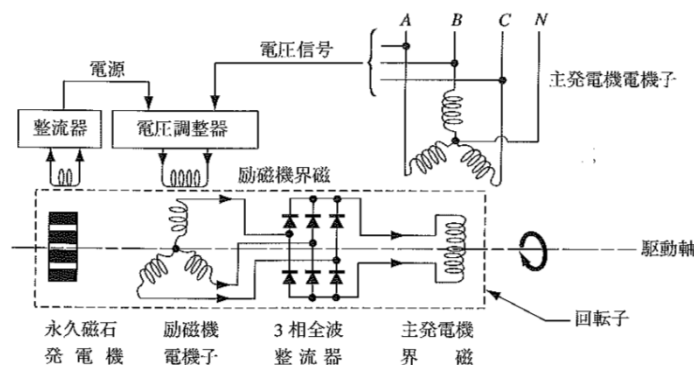 A B C N
電圧信号
電源
主発電機電機子
整流器
電圧調整器
励磁機界磁
駆動軸
回転子
永久磁石
発電機
励磁機
電機子
3相全波
整流器
主発電機
界磁